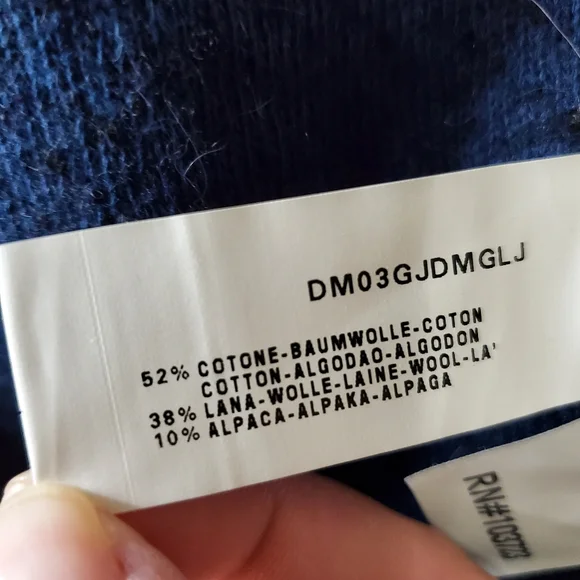 DM03GJDMGLJ
52% COTONE-BAUMWOLLE-COTON
COTTON-ALGODAO-ALGODON
38% LANA-WOLLE-LAINE-WOOL-LA'
10% ALPACA-ALPAKA-ALPAGA